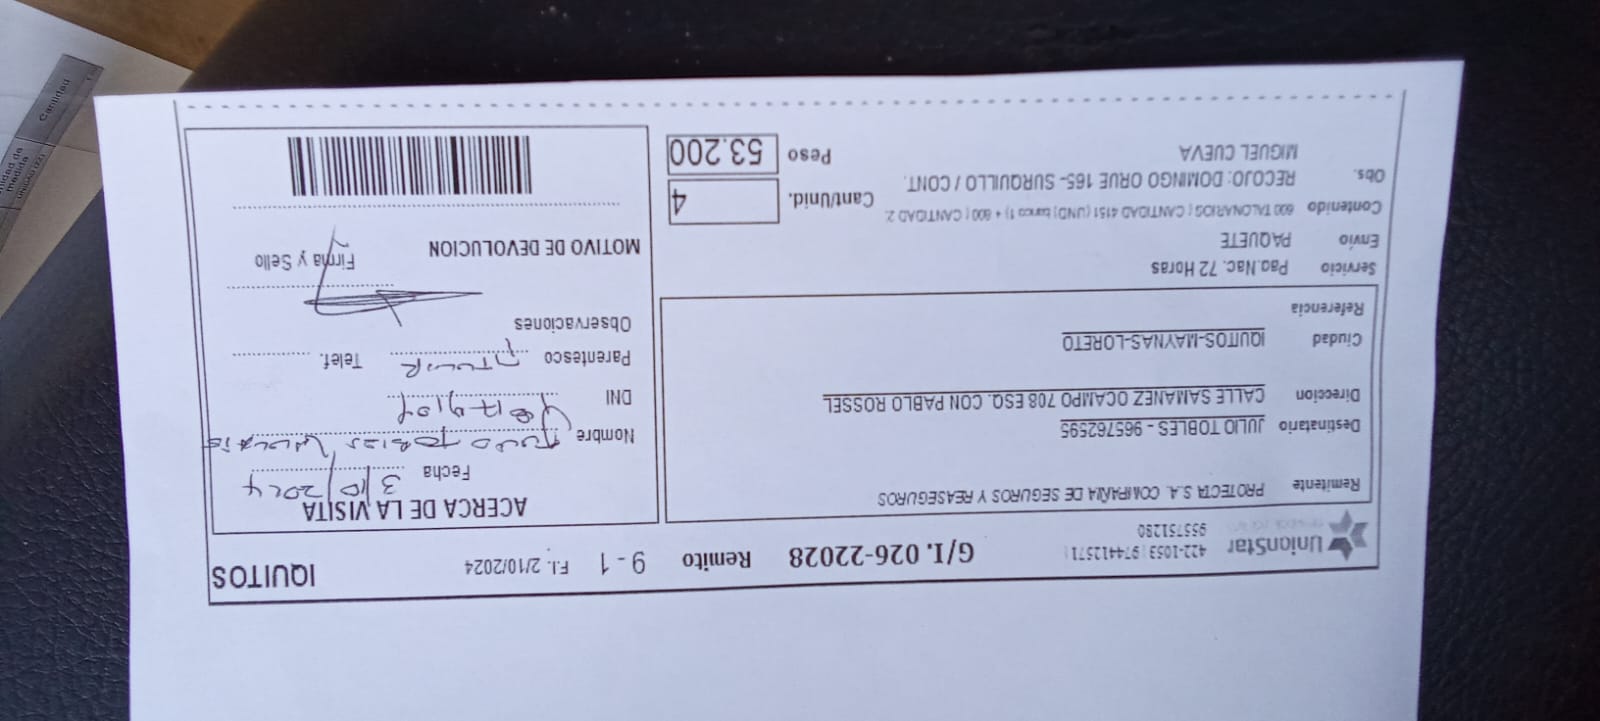 UnionStar
422-1053 | 974412571 |
955751280
G/I. 026-22028
Remito 9 - 1
F.I. 2/10/2024
IQUITOS
Remitente PROTECTA S.A. COMPAÑIA DE SEGUROS Y REASEGUROS
Destinatario JULIO TOBLES - 965762595
Direccion CALLE SAMANEZ OCAMPO 708 ESQ. CON PABLO ROSSEL
Ciudad IQUITOS-MAYNAS-LORETO
Referencia
Servicio Paq.Nac. 72 Horas
Envío PAQUETE
Contenido 600 TALONARIOS ( CANTIDAD 4151 (UND) banco 1) + 800 ( CANTIDAD 2
Obs. RECOJO: DOMINGO ORUE 165- SURQUILLO / CONT.
MIGUEL CUEVA
Cant/Unid. 4
Peso 53.200
ACERCA DE LA VISITA
Fecha 3/10/2024
Nombre
DNI
Parentesco
Telef.
Observaciones
Firma y Sello
MOTIVO DE DEVOLUCION
Cantidad
medida